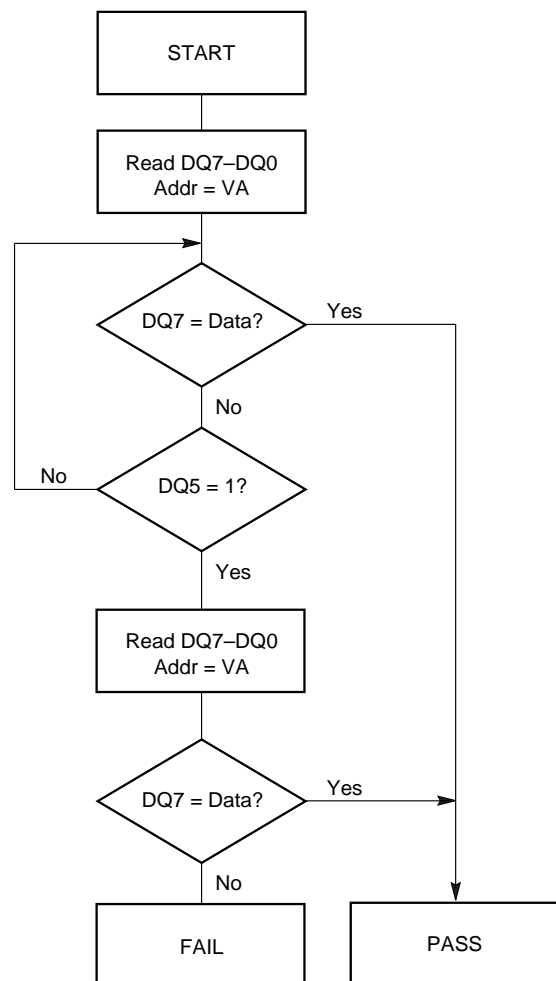 START
Read DQ7–DQ0
Addr = VA
DQ7 = Data?
Yes
No
No
DQ5 = 1?
Yes
Read DQ7–DQ0
Addr = VA
DQ7 = Data?
Yes
No
FAIL
PASS